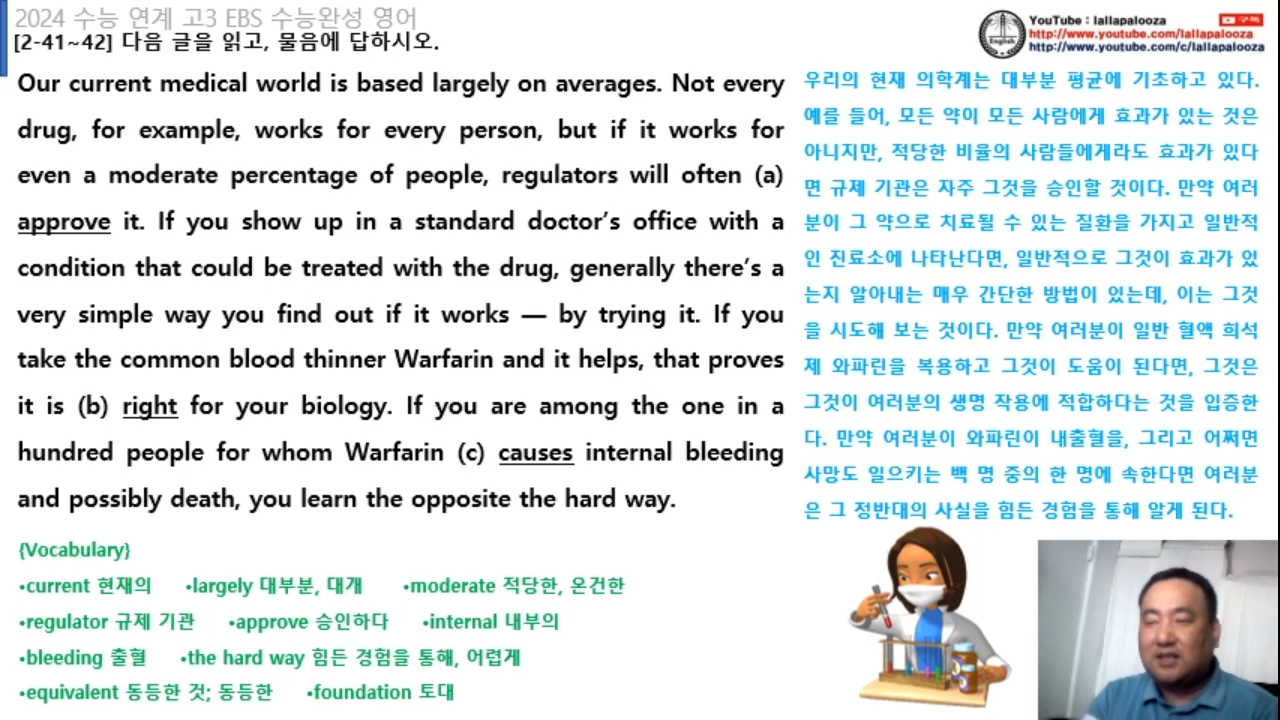 2024 수능 연계 고3 EBS 수능완성 영어
[2-41~42] 다음 글을 읽고, 물음에 답하시오.
YouTube : lallapalooza
구독
http://www.youtube.com/lallapalooza
http://www.youtube.com/c/lallapalooza
English
Our current medical world is based largely on averages. Not every
drug, for example, works for every person, but if it works for
even a moderate percentage of people, regulators will often (a)
approve it. If you show up in a standard doctor's office with a
condition that could be treated with the drug, generally there's a
very simple way you find out if it works — by trying it. If you
take the common blood thinner Warfarin and it helps, that proves
it is (b) right for your biology. If you are among the one in a
hundred people for whom Warfarin (c) causes internal bleeding
and possibly death, you learn the opposite the hard way.
우리의 현재 의학계는 대부분 평균에 기초하고 있다.
예를 들어, 모든 약이 모든 사람에게 효과가 있는 것은
아니지만, 적당한 비율의 사람들에게라도 효과가 있다
면 규제 기관은 자주 그것을 승인할 것이다. 만약 여러
분이 그 약으로 치료될 수 있는 질환을 가지고 일반적
인 진료소에 나타난다면, 일반적으로 그것이 효과가 있
는지 알아내는 매우 간단한 방법이 있는데, 이는 그것
을 시도해 보는 것이다. 만약 여러분이 일반 혈액 희석
제 와파린을 복용하고 그것이 도움이 된다면, 그것은
그것이 여러분의 생명 작용에 적합하다는 것을 입증한
다. 만약 여러분이 와파린이 내출혈을, 그리고 어쩌면
사망도 일으키는 백 명 중의 한 명에 속한다면 여러분
은 그 정반대의 사실을 힘든 경험을 통해 알게 된다.
{Vocabulary}
•current 현재의 •largely 대부분, 대개 •moderate 적당한, 온건한
•regulator 규제 기관 •approve 승인하다 •internal 내부의
•bleeding 출혈 •the hard way 힘든 경험을 통해, 어렵게
•equivalent 동등한 것; 동등한 •foundation 토대